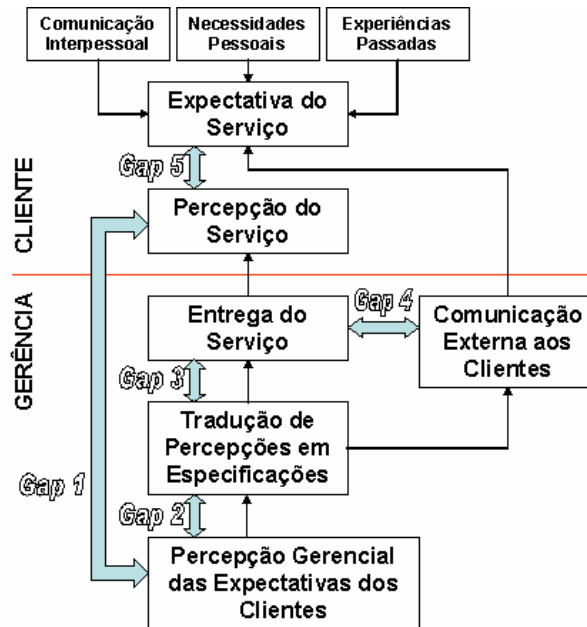 Comunicação
Interpessoal
Necessidades
Pessoais
Experiências
Passadas
Expectativa do
Serviço
Gap 5
CLIENTE
Percepção do
Serviço
GERÊNCIA
Entrega do
Serviço
Gap 4
Comunicação
Externa aos
Clientes
Gap 3
Tradução de
Percepções em
Especificações
Gap 1
Gap 2
Percepção Gerencial
das Expectativas dos
Clientes